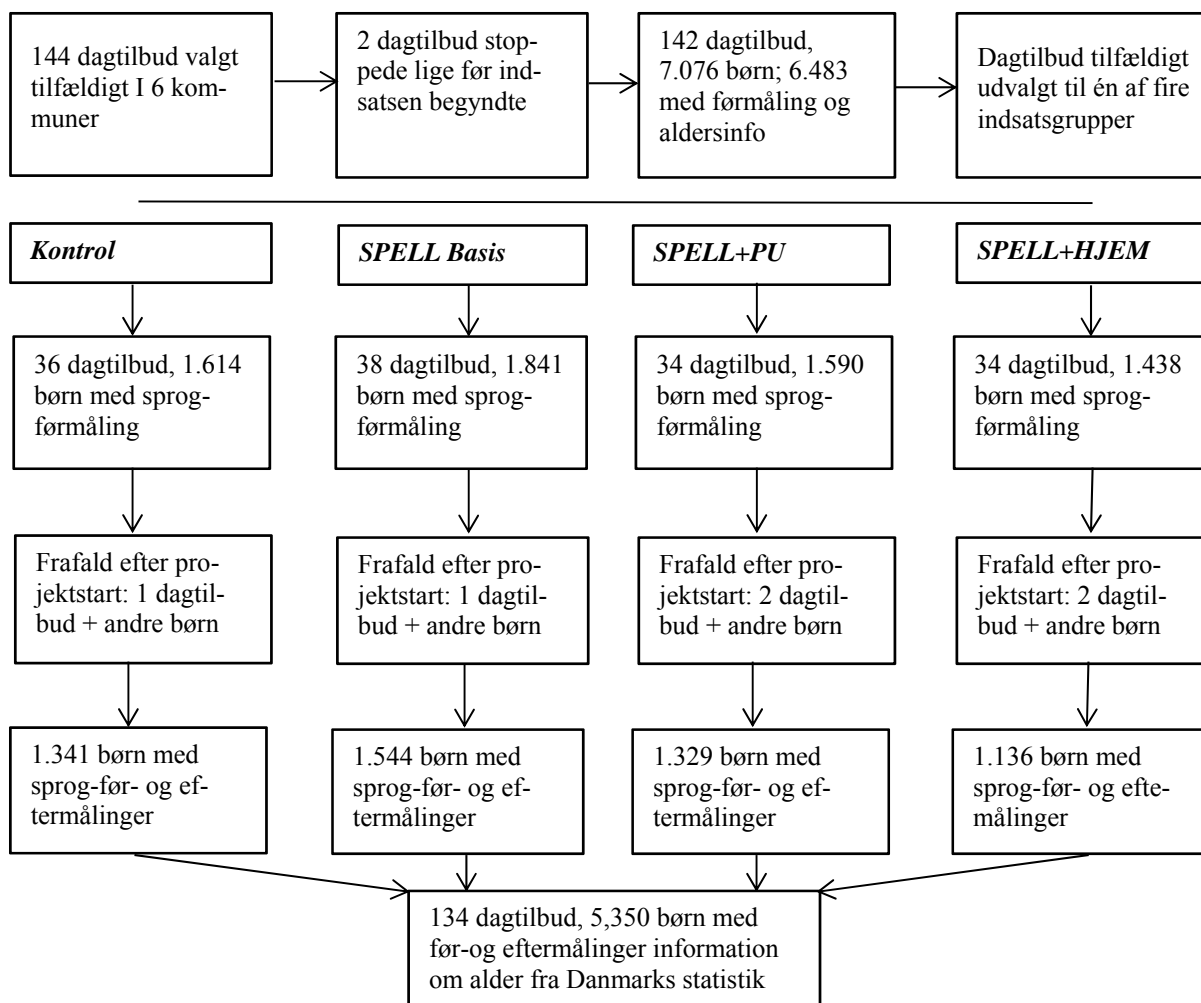 144 dagtilbud valgt
tilfældigt I 6 kom-
muner
2 dagtilbud stop-
pede lige før ind-
satsen begyndte
142 dagtilbud,
7.076 børn; 6.483
med førmåling og
aldersinfo
Dagtilbud tilfældigt
udvalgt til én af fire
indsatsgrupper
Kontrol
SPELL Basis
SPELL+PU
SPELL+HJEM
36 dagtilbud, 1.614
børn med sprog-
førmåling
38 dagtilbud, 1.841
børn med sprog-
førmåling
34 dagtilbud, 1.590
børn med sprog-
førmåling
34 dagtilbud, 1.438
børn med sprog-
førmåling
Frafald efter pro-
jektstart: 1 dagtil-
bud + andre børn
Frafald efter pro-
jektstart: 1 dagtil-
bud + andre børn
Frafald efter pro-
jektstart: 2 dagtil-
bud + andre børn
Frafald efter pro-
jektstart: 2 dagtil-
bud + andre børn
1.341 børn med
sprog-før- og ef-
termålinger
1.544 børn med
sprog-før- og ef-
termålinger
1.329 børn med
sprog-før- og ef-
termålinger
1.136 børn med
sprog-før- og efte-
målinger
134 dagtilbud, 5,350 børn med
før-og eftermålinger information
om alder fra Danmarks statistik